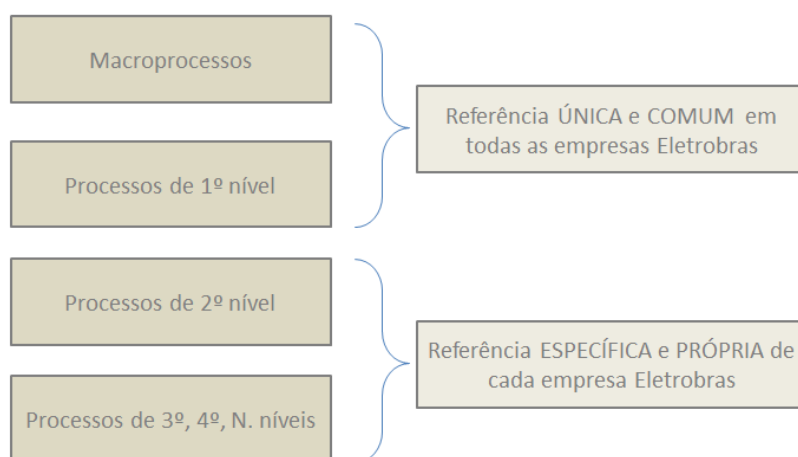 Macroprocessos
Processos de 1º nível
Referência ÚNICA e COMUM em
todas as empresas Eletrobras
Processos de 2º nível
Processos de 3º, 4º, N. níveis
Referência ESPECÍFICA e PRÓPRIA de
cada empresa Eletrobras